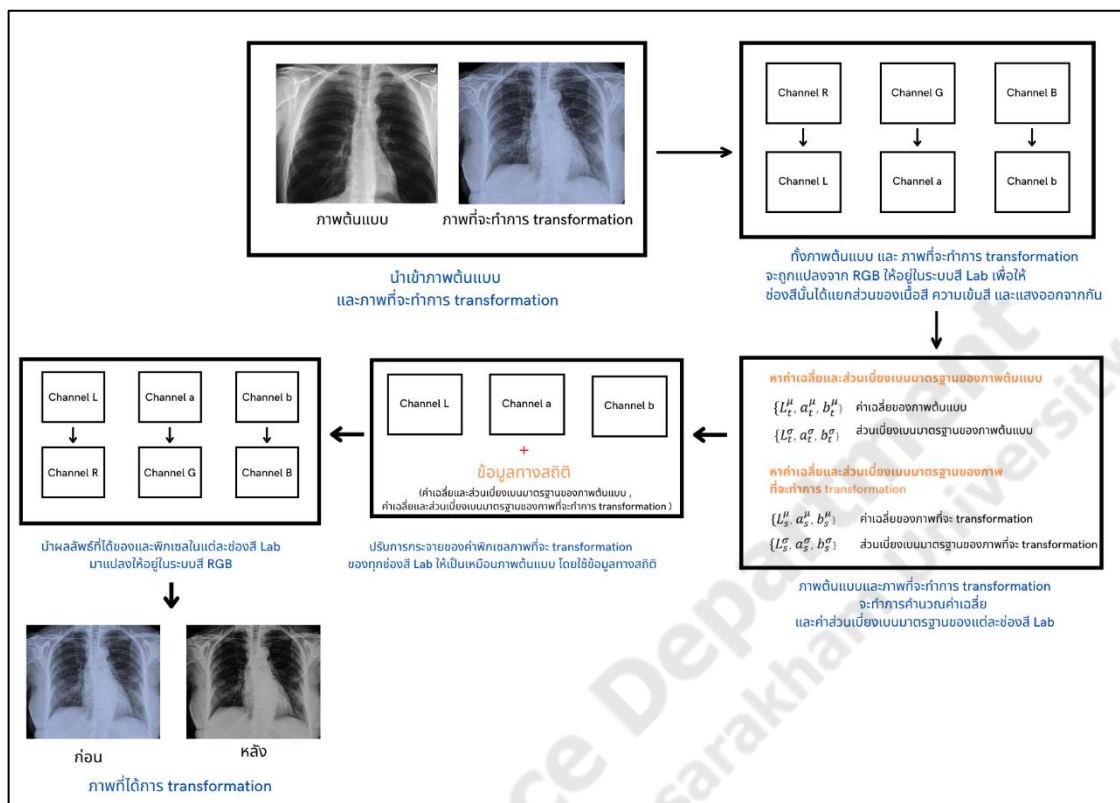 ภาพต้นแบบ
ภาพที่จะทำการ transformation
นำเข้าภาพต้นแบบ
และภาพที่จะทำการ transformation
Channel R
Channel G
Channel B
Channel L
Channel a
Channel b
ทั้งภาพต้นแบบ และ ภาพที่จะทำการ transformation
จะถูกแปลงจาก RGB ให้อยู่ในระบบสี Lab เพื่อให้
ช่องสีนั้นได้แยกส่วนของเนื้อสี ความเข้มสี และแสงออกจากกัน
หาค่าเฉลี่ยและส่วนเบี่ยงเบนมาตรฐานของภาพต้นแบบ
{L_t^μ, a_t^μ, b_t^μ} ค่าเฉลี่ยของภาพต้นแบบ
{L_t^σ, a_t^σ, b_t^σ} ส่วนเบี่ยงเบนมาตรฐานของภาพต้นแบบ
หาค่าเฉลี่ยและส่วนเบี่ยงเบนมาตรฐานของภาพ
ที่จะทำการ transformation
{L_s^μ, a_s^μ, b_s^μ} ค่าเฉลี่ยของภาพที่จะ transformation
{L_s^σ, a_s^σ, b_s^σ} ส่วนเบี่ยงเบนมาตรฐานของภาพที่จะ transformation
ภาพต้นแบบและภาพที่จะทำการ transformation
จะทำการคำนวณค่าเฉลี่ย
และค่าส่วนเบี่ยงเบนมาตรฐานของแต่ละช่องสี Lab
Channel L
Channel a
Channel b
+
ข้อมูลทางสถิติ
(ค่าเฉลี่ยและส่วนเบี่ยงเบนมาตรฐานของภาพต้นแบบ ,
ค่าเฉลี่ยและส่วนเบี่ยงเบนมาตรฐานของภาพที่จะทำการ transformation )
ปรับการกระจายของค่าพิกเซลภาพที่จะ transformation
ของทุกช่องสี Lab ให้เป็นเหมือนภาพต้นแบบ โดยใช้ข้อมูลทางสถิติ
Channel L
Channel a
Channel b
Channel R
Channel G
Channel B
นำผลลัพธ์ที่ได้ของและพิกเซลในแต่ละช่องสี Lab
มาแปลงให้อยู่ในระบบสี RGB
ก่อน
หลัง
ภาพที่ได้การ transformation
ce Department
sarakham University